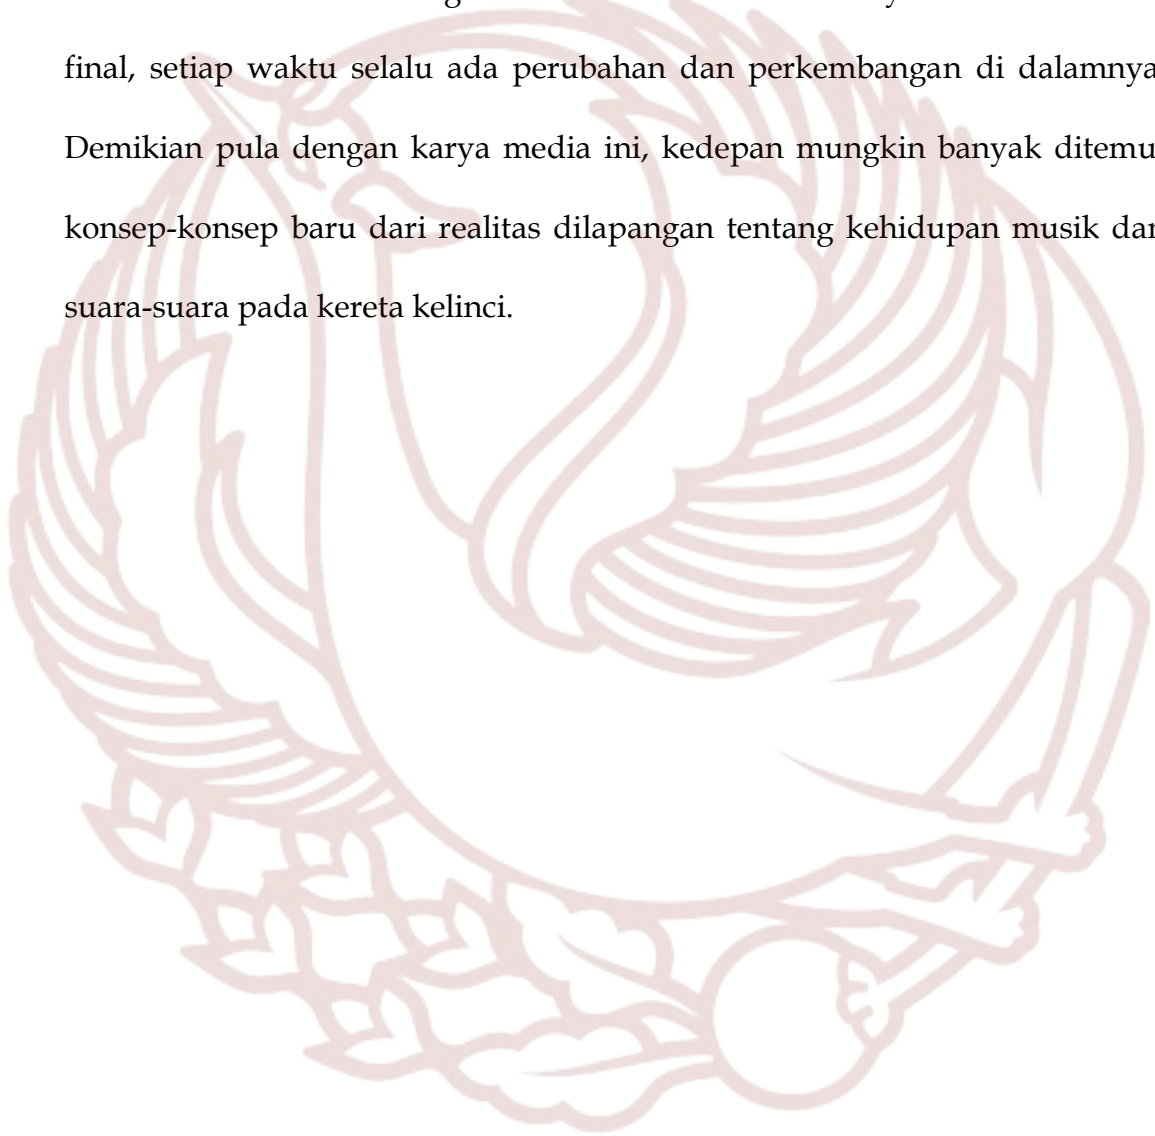 final, setiap waktu selalu ada perubahan dan perkembangan di dalamnya
Demikian pula dengan karya media ini, kedepan mungkin banyak ditemu
konsep-konsep baru dari realitas dilapangan tentang kehidupan musik dan
suara-suara pada kereta kelinci.